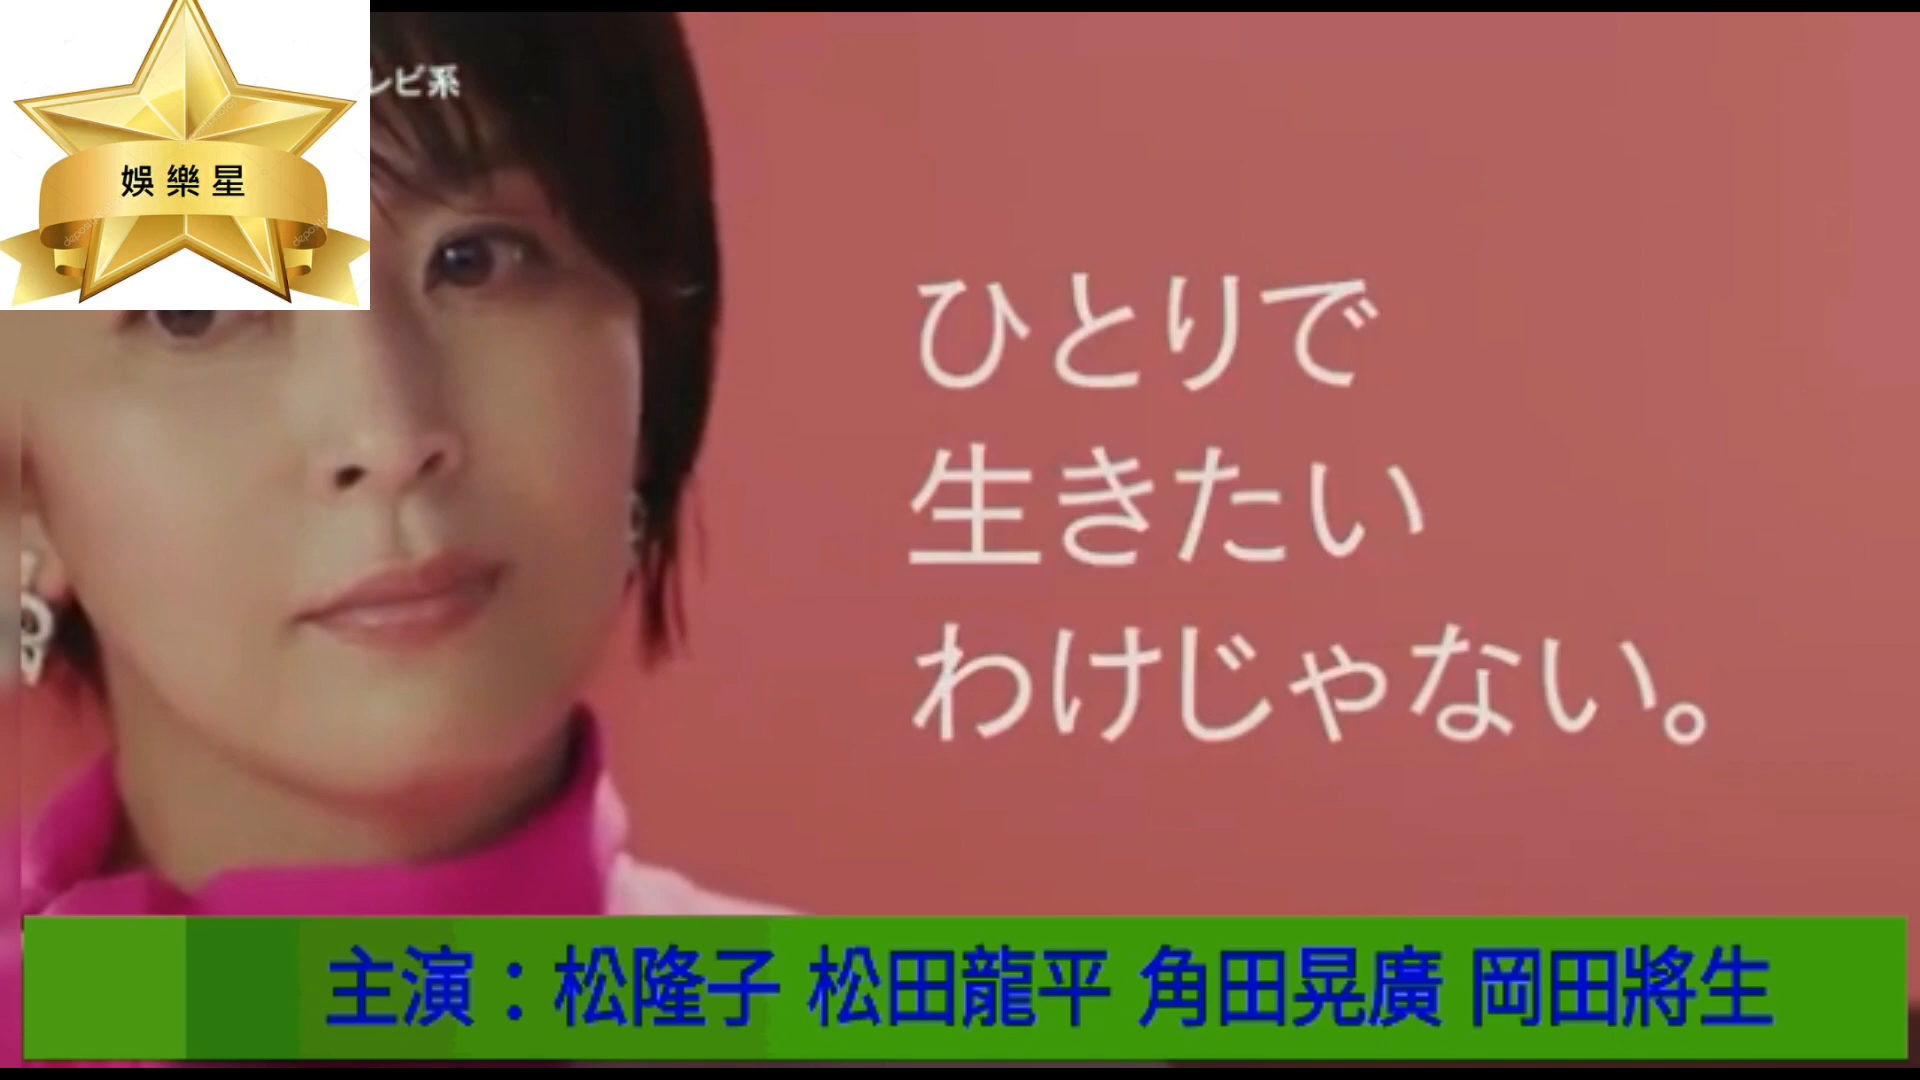 娛樂星
レビ系
ひとりで
生きたい
わけじゃない。
主演：松隆子 松田龍平 角田晃廣 岡田將生